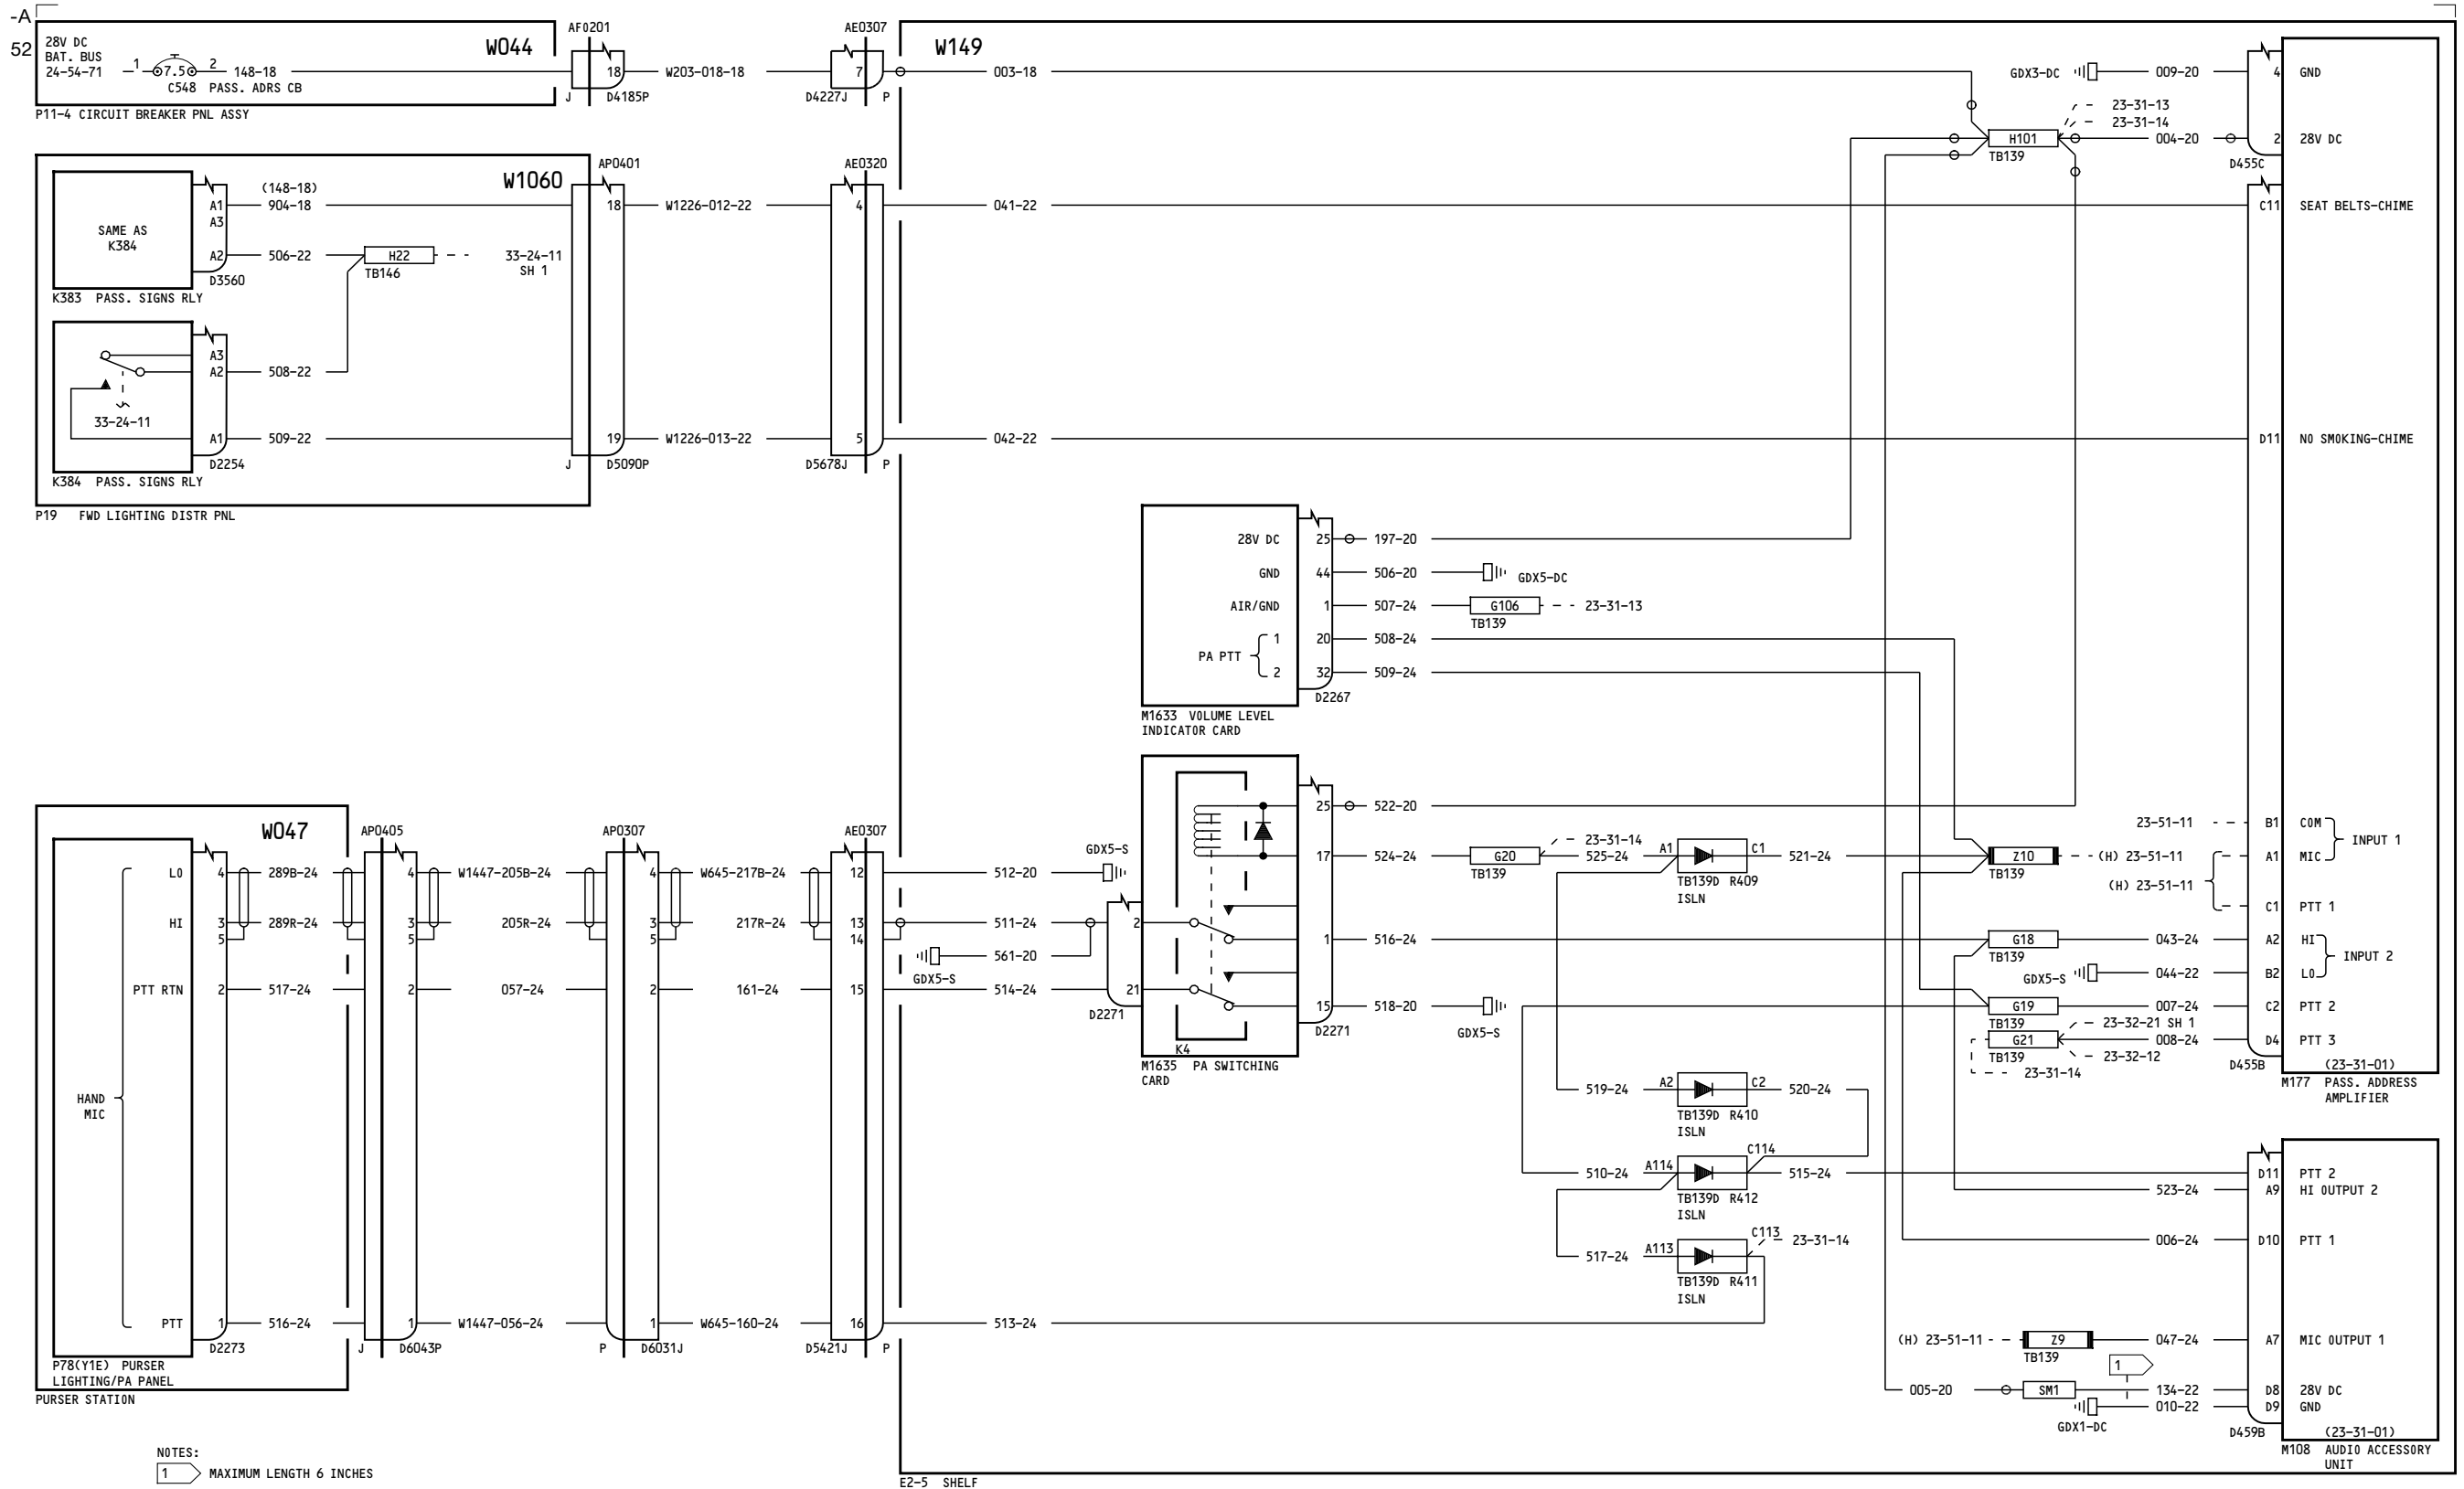 -A
52
28V DC
BAT. BUS
24-54-71
1
7.5
2
148-18
C548 PASS. ADRS CB
W044
P11-4 CIRCUIT BREAKER PNL ASSY
AF0201
18
J
D4185P
W203-018-18
AE0307
7
D4227J
P
W149
003-18
GDX3-DC
009-20
4
GND
23-31-13
23-31-14
H101
TB139
004-20
2
28V DC
D455C
W1060
SAME AS
K384
A1
A3
A2
(148-18)
904-18
506-22
D3560
K383 PASS. SIGNS RLY
H22
TB146
33-24-11
SH 1
AP0401
18
W1226-012-22
AE0320
4
041-22
C11
SEAT BELTS-CHIME
A3
A2
A1
508-22
33-24-11
509-22
D2254
K384 PASS. SIGNS RLY
19
J
D5090P
W1226-013-22
5
D5678J
P
042-22
D11
NO SMOKING-CHIME
P19 FWD LIGHTING DISTR PNL
28V DC
25
197-20
GND
44
506-20
GDX5-DC
AIR/GND
1
507-24
G106
TB139
23-31-13
PA PTT
1
20
508-24
2
32
509-24
D2267
M1633 VOLUME LEVEL
INDICATOR CARD
W047
AP0405
AP0307
AE0307
LO
4
289B-24
4
W1447-205B-24
4
W645-217B-24
12
512-20
GDX5-S
HI
3
289R-24
3
205R-24
3
217R-24
13
511-24
2
5
5
5
14
561-20
GDX5-S
PTT RTN
2
517-24
2
057-24
2
161-24
15
514-24
21
D2271
HAND
MIC
PTT
1
516-24
1
W1447-056-24
1
W645-160-24
16
513-24
D2273
J
D6043P
P
D6031J
D5421J
P
P78(Y1E) PURSER
LIGHTING/PA PANEL
PURSER STATION
25
522-20
17
524-24
G20
TB139
23-31-14
525-24
A1
C1
TB139D R409
ISLN
521-24
Z10
TB139
(H) 23-51-11
1
516-24
G18
TB139
043-24
15
518-20
GDX5-S
D2271
K4
M1635 PA SWITCHING
CARD
23-51-11
B1
COM
A1
MIC
INPUT 1
(H) 23-51-11
C1
PTT 1
A2
HI
INPUT 2
GDX5-S
044-22
B2
LO
G19
TB139
007-24
C2
PTT 2
23-32-21 SH 1
G21
TB139
008-24
D4
PTT 3
23-32-12
23-31-14
D455B
(23-31-01)
M177 PASS. ADDRESS
AMPLIFIER
519-24
A2
C2
520-24
TB139D R410
ISLN
510-24
A114
C114
515-24
TB139D R412
ISLN
517-24
A113
C113
23-31-14
TB139D R411
ISLN
D11
PTT 2
523-24
A9
HI OUTPUT 2
006-24
D10
PTT 1
(H) 23-51-11
Z9
TB139
047-24
A7
MIC OUTPUT 1
1
005-20
SM1
134-22
D8
28V DC
GDX1-DC
010-22
D9
GND
D459B
(23-31-01)
M108 AUDIO ACCESSORY
UNIT
E2-5 SHELF
NOTES:
1 MAXIMUM LENGTH 6 INCHES